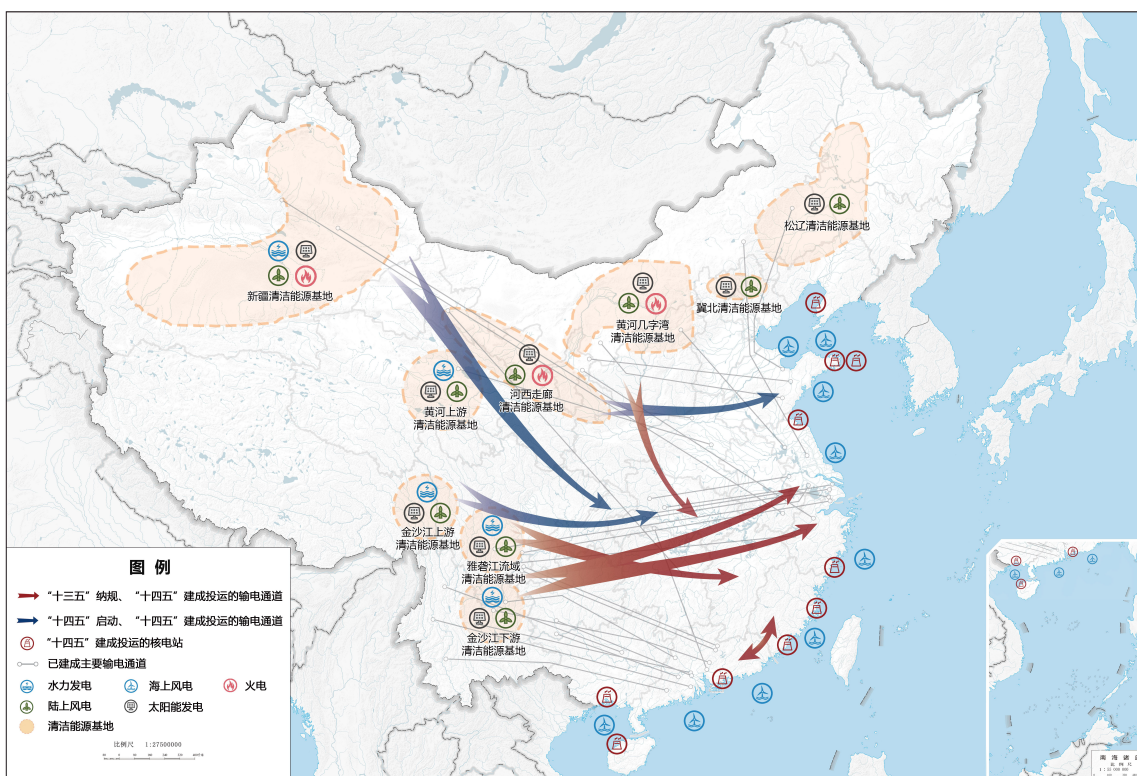 松辽清洁能源基地
新疆清洁能源基地
冀北清洁能源基地
黄河几字湾
清洁能源基地
河西走廊
清洁能源基地
黄河上游
清洁能源基地
金沙江上游
清洁能源基地
雅砻江流域
清洁能源基地
金沙江下游
清洁能源基地
图 例
“十三五”纳规、“十四五”建成投运的输电通道
“十四五”启动、“十四五”建成投运的输电通道
“十四五”建成投运的核电站
已建成主要输电通道
水力发电 海上风电 火电
陆上风电 太阳能发电
清洁能源基地
比例尺 1:27500000
南 海 诸